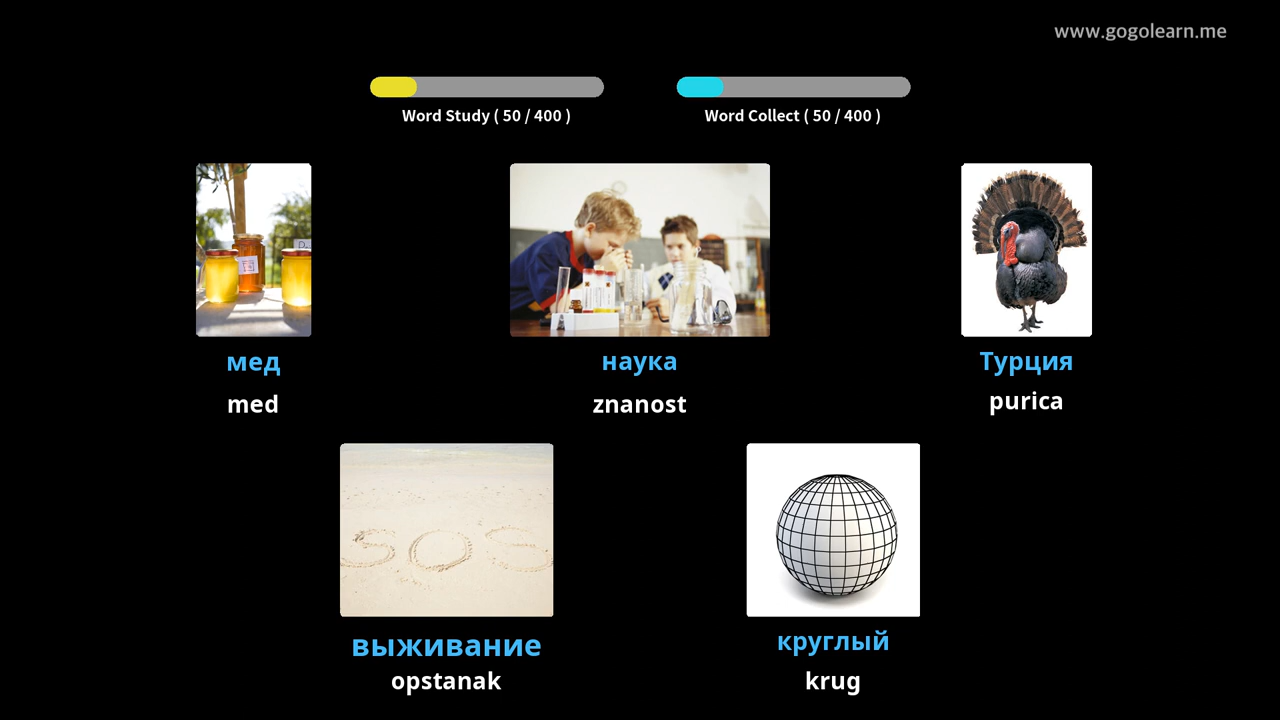 www.gogolearn.me
Word Study ( 50 / 400 )
Word Collect ( 50 / 400 )
мед
med
наука
znanost
Турция
purica
SOS
выживание
opstanak
круглый
krug